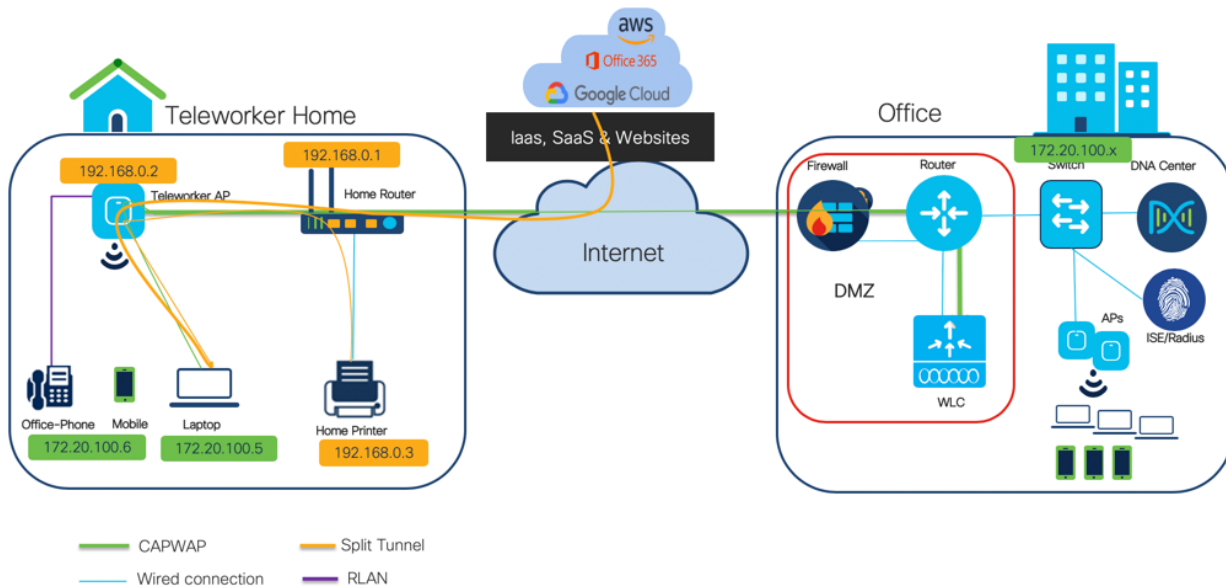 aws
Office 365
Google Cloud
Iaas, SaaS & Websites
Teleworker Home
192.168.0.1
192.168.0.2
Teleworker AP
Home Router
Internet
Office
172.20.100.x
Firewall
Router
Switch
DNA Center
DMZ
WLC
APs
ISE/Radius
Office-Phone
Mobile
Laptop
Home Printer
172.20.100.6
172.20.100.5
192.168.0.3
CAPWAP
Split Tunnel
Wired connection
RLAN